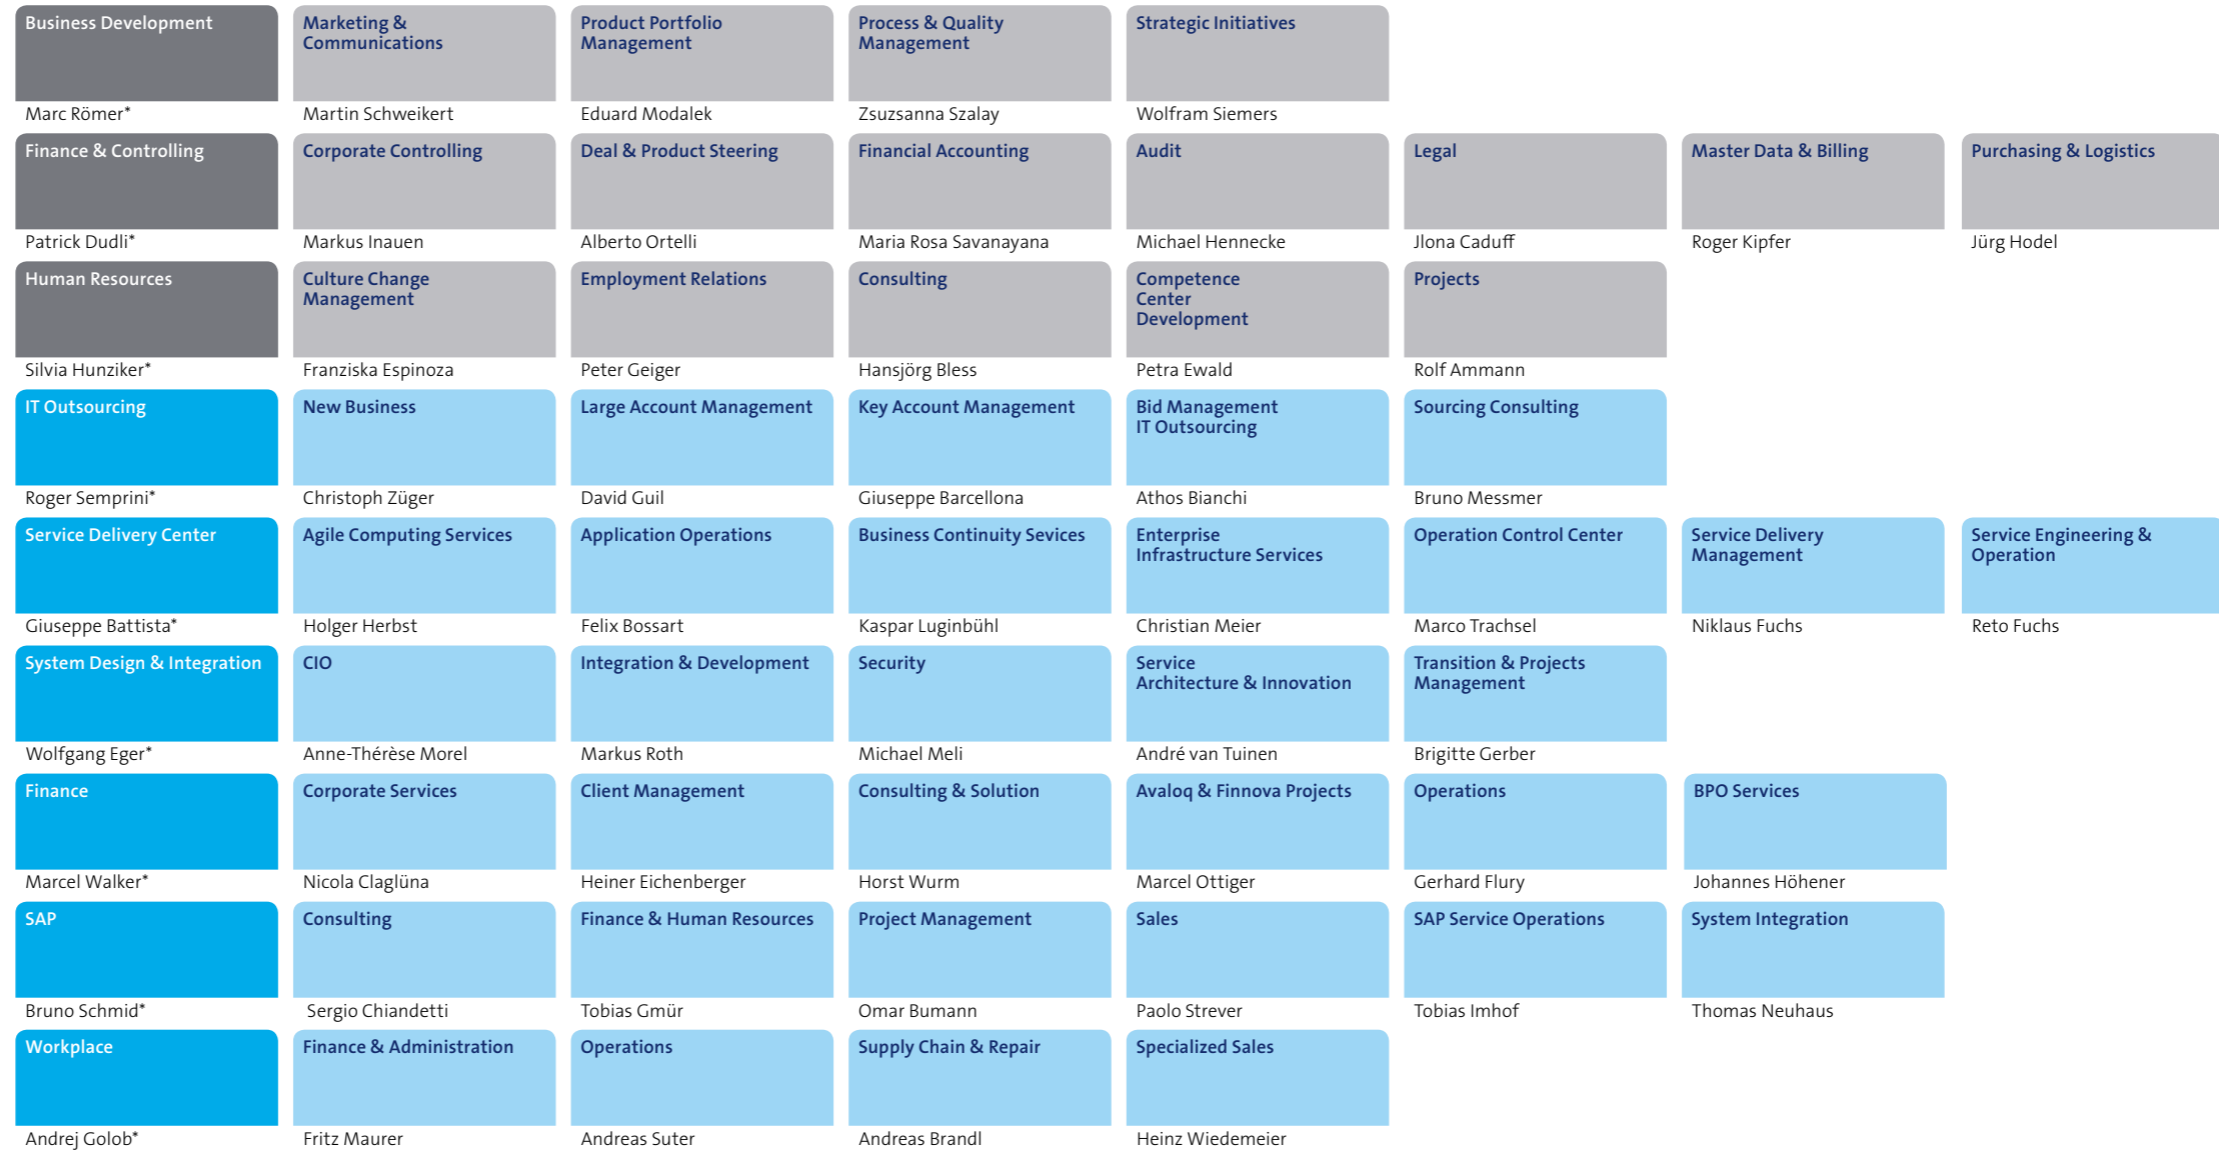 Business Development
Marketing &
Communications
Product Portfolio
Management
Process & Quality
Management
Strategic Initiatives
Marc Römer*
Martin Schweikert
Eduard Modalek
Zsuzsanna Szalay
Wolfram Siemers
Finance & Controlling
Corporate Controlling
Deal & Product Steering
Financial Accounting
Audit
Legal
Master Data & Billing
Purchasing & Logistics
Patrick Dudli*
Markus Inauen
Alberto Ortelli
Maria Rosa Savanayana
Michael Hennecke
Jlona Caduff
Roger Kipfer
Jürg Hodel
Human Resources
Culture Change
Management
Employment Relations
Consulting
Competence
Center
Development
Projects
Silvia Hunziker*
Franziska Espinoza
Peter Geiger
Hansjörg Bless
Petra Ewald
Rolf Ammann
IT Outsourcing
New Business
Large Account Management
Key Account Management
Bid Management
IT Outsourcing
Sourcing Consulting
Roger Semprini*
Christoph Züger
David Guil
Giuseppe Barcellona
Athos Bianchi
Bruno Messmer
Service Delivery Center
Agile Computing Services
Application Operations
Business Continuity Sevices
Enterprise
Infrastructure Services
Operation Control Center
Service Delivery
Management
Service Engineering &
Operation
Giuseppe Battista*
Holger Herbst
Felix Bossart
Kaspar Luginbühl
Christian Meier
Marco Trachsel
Niklaus Fuchs
Reto Fuchs
System Design & Integration
CIO
Integration & Development
Security
Service
Architecture & Innovation
Transition & Projects
Management
Wolfgang Eger*
Anne-Thérèse Morel
Markus Roth
Michael Meli
André van Tuinen
Brigitte Gerber
Finance
Corporate Services
Client Management
Consulting & Solution
Avaloq & Finnova Projects
Operations
BPO Services
Marcel Walker*
Nicola Claglüna
Heiner Eichenberger
Horst Wurm
Marcel Ottiger
Gerhard Flury
Johannes Höhener
SAP
Consulting
Finance & Human Resources
Project Management
Sales
SAP Service Operations
System Integration
Bruno Schmid*
Sergio Chiandetti
Tobias Gmür
Omar Bumann
Paolo Strever
Tobias Imhof
Thomas Neuhaus
Workplace
Finance & Administration
Operations
Supply Chain & Repair
Specialized Sales
Andrej Golob*
Fritz Maurer
Andreas Suter
Andreas Brandl
Heinz Wiedemeier